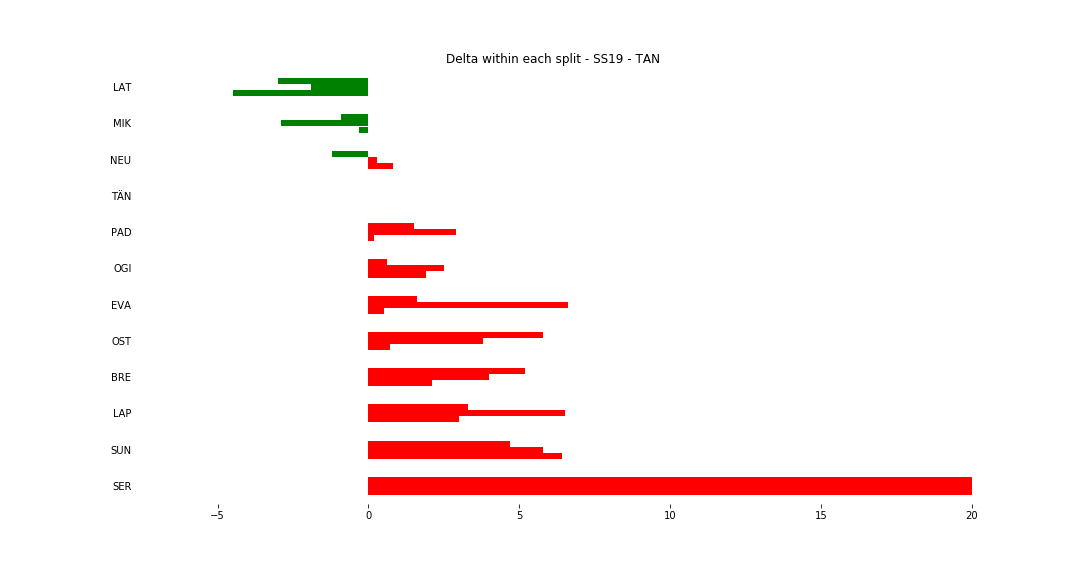 Delta within each split - SS19 - TAN
LAT
MIK
NEU
TÄN
PAD
OGI
EVA
OST
BRE
LAP
SUN
SER
−5 0 5 10 15 20